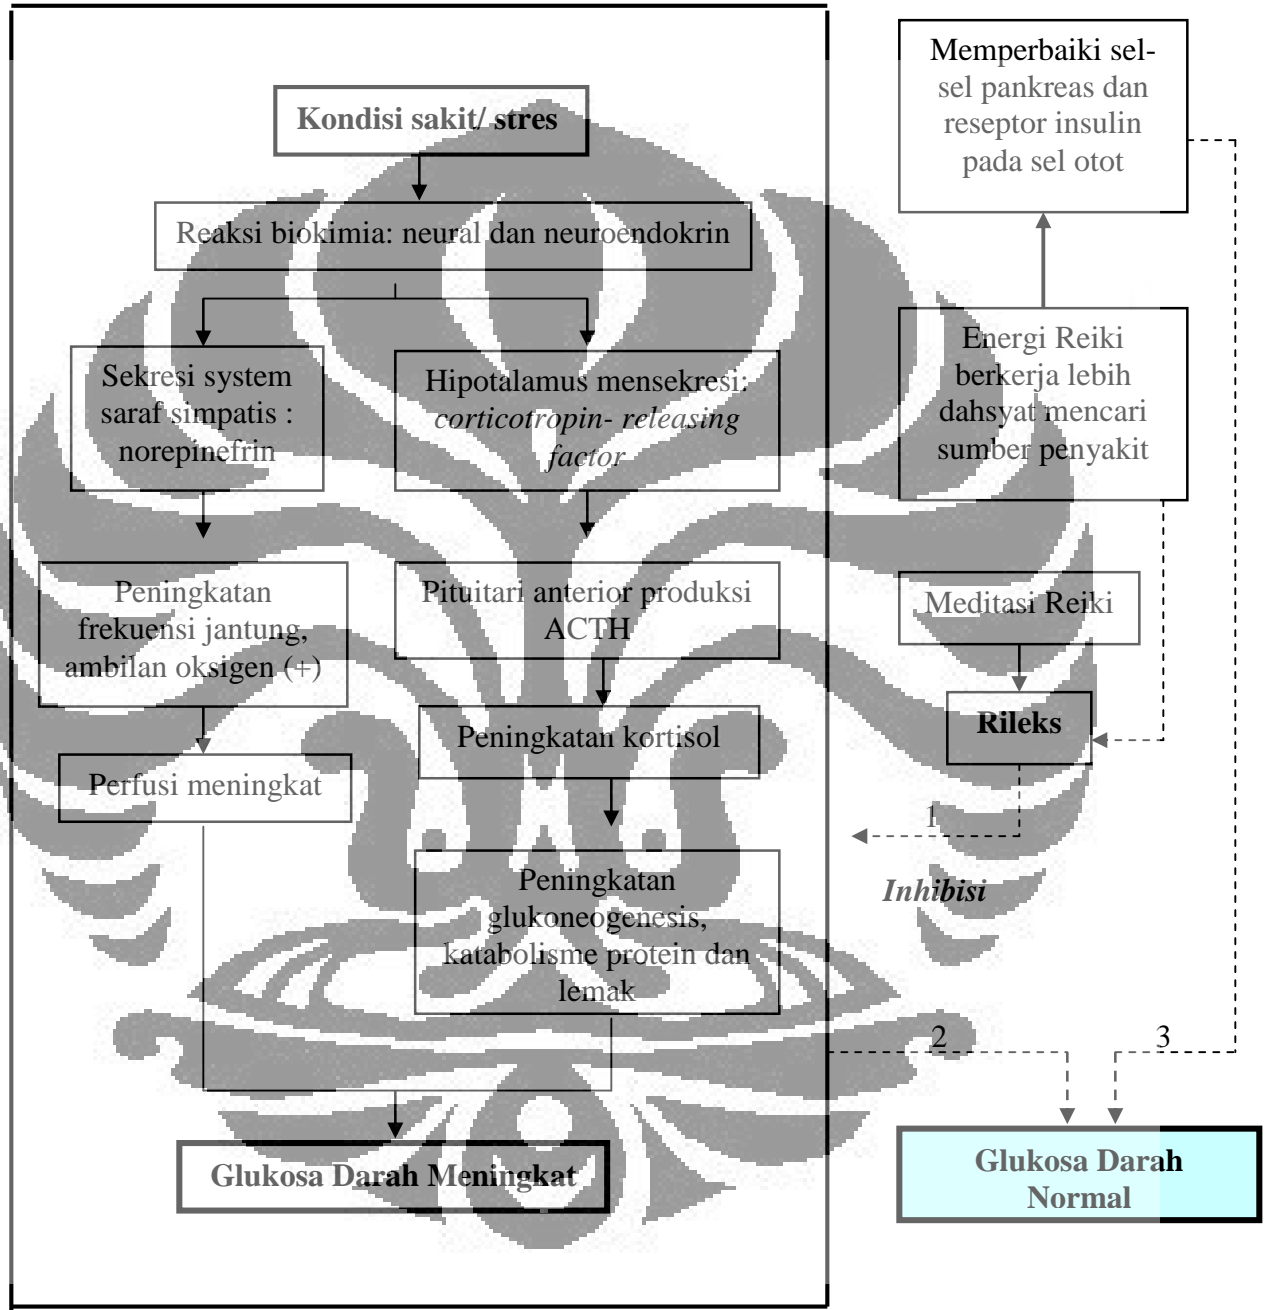 Kondisi sakit/ stres
Reaksi biokimia: neural dan neuroendokrin
Sekresi system
saraf simpatis :
norepinefrin
Hipotalamus mensekresi:
corticotropin- releasing
factor
Peningkatan
frekuensi jantung,
ambilan oksigen (+)
Pituitari anterior produksi
ACTH
Perfusi meningkat
Peningkatan kortisol
Peningkatan
glukoneogenesis,
katabolisme protein dan
lemak
Glukosa Darah Meningkat
Memperbaiki sel-
sel pankreas dan
reseptor insulin
pada sel otot
Energi Reiki
berkerja lebih
dahsyat mencari
sumber penyakit
Meditasi Reiki
Rileks
1
Inhibisi
2
3
Glukosa Darah
Normal